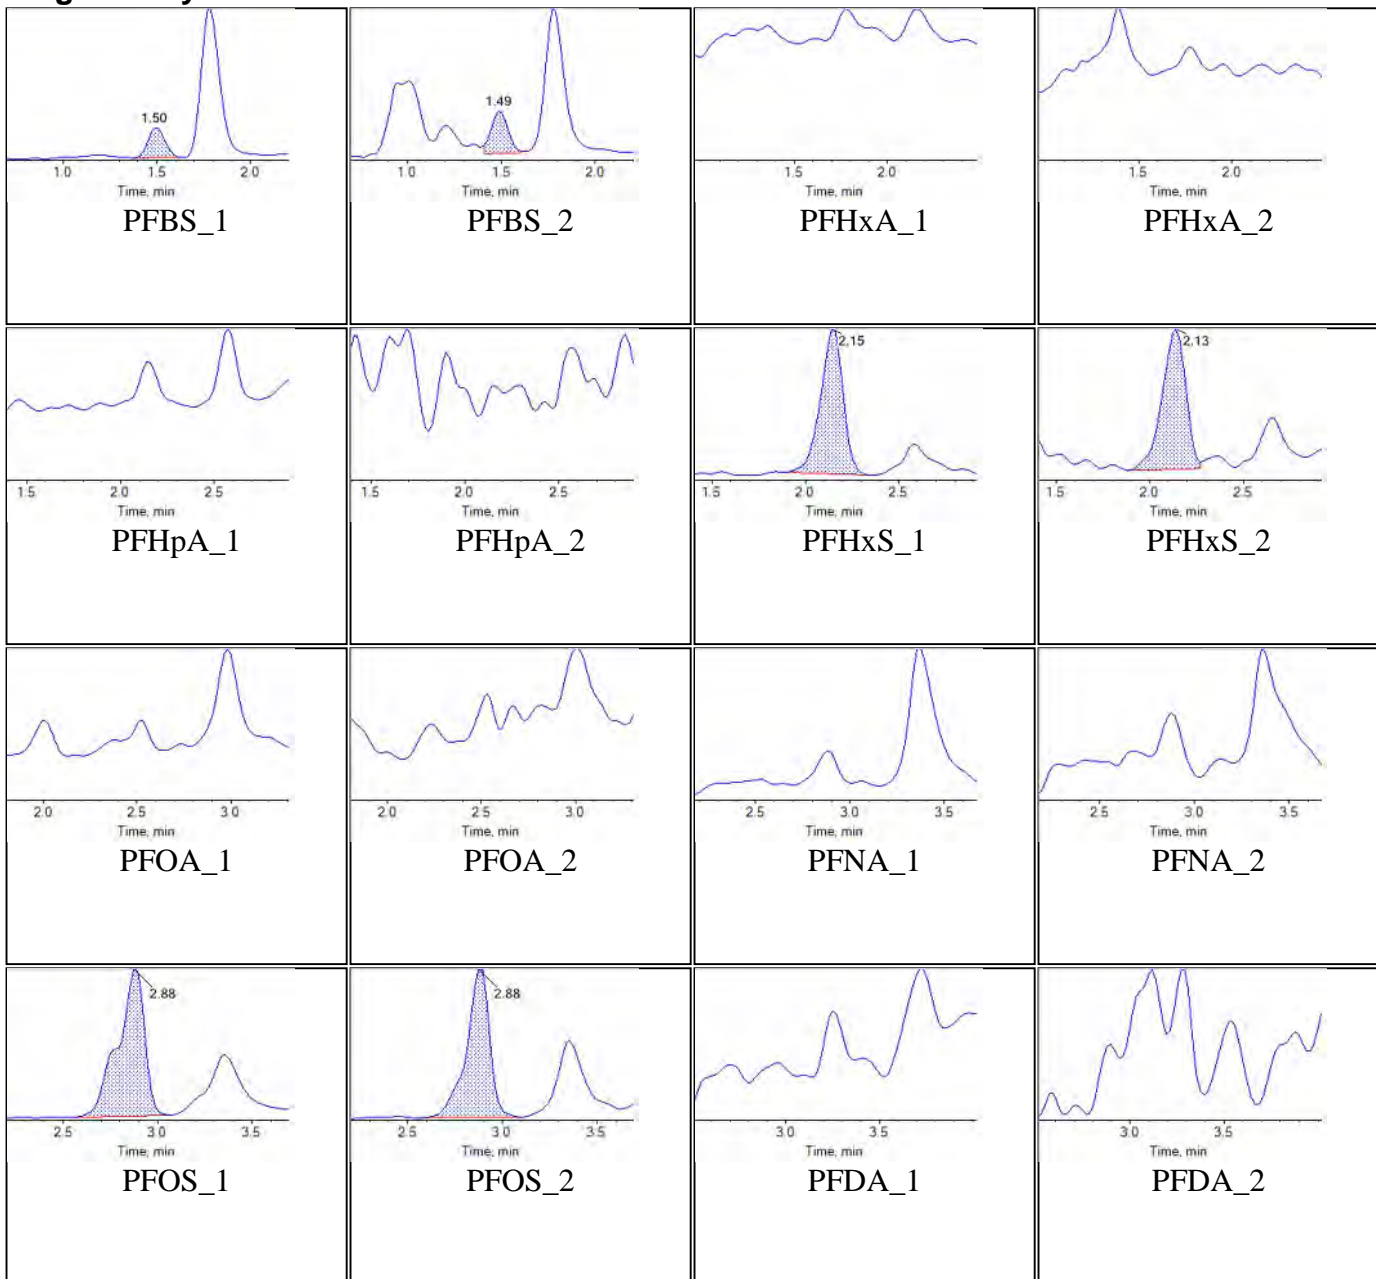 1.50
1.0 1.5 2.0
Time, min
PFBS_1
1.49
1.0 1.5 2.0
Time, min
PFBS_2
1.5 2.0
Time, min
PFHxA_1
1.5 2.0
Time, min
PFHxA_2
1.5 2.0 2.5
Time, min
PFHpA_1
1.5 2.0 2.5
Time, min
PFHpA_2
2.15
1.5 2.0 2.5
Time, min
PFHxS_1
2.13
1.5 2.0 2.5
Time, min
PFHxS_2
2.0 2.5 3.0
Time, min
PFOA_1
2.0 2.5 3.0
Time, min
PFOA_2
2.5 3.0 3.5
Time, min
PFNA_1
2.5 3.0 3.5
Time, min
PFNA_2
2.88
2.5 3.0 3.5
Time, min
PFOS_1
2.88
2.5 3.0 3.5
Time, min
PFOS_2
3.0 3.5
Time, min
PFDA_1
3.0 3.5
Time, min
PFDA_2